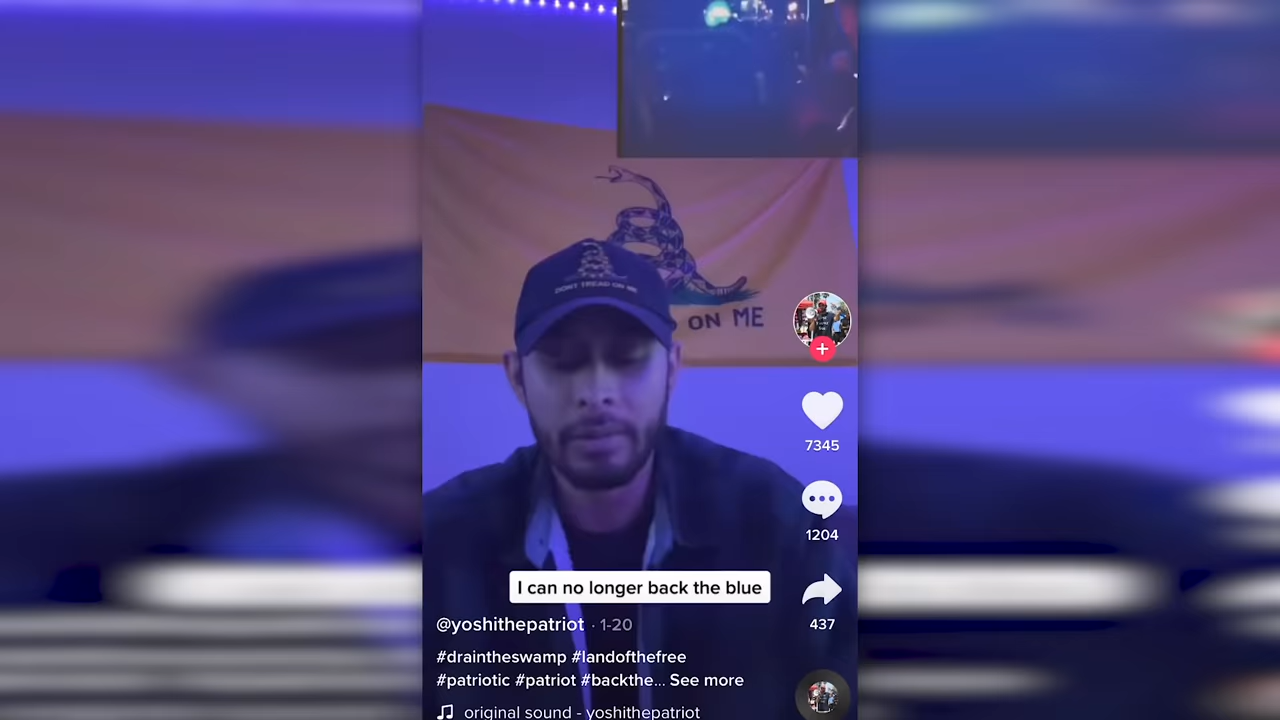 DONT TREAD ON ME
ON ME
7345
1204
I can no longer back the blue
@yoshithepatriot · 1-20
437
#draintheswamp #landofthefree
#patriotic #patriot #backthe... See more
original sound - yoshithepatriot